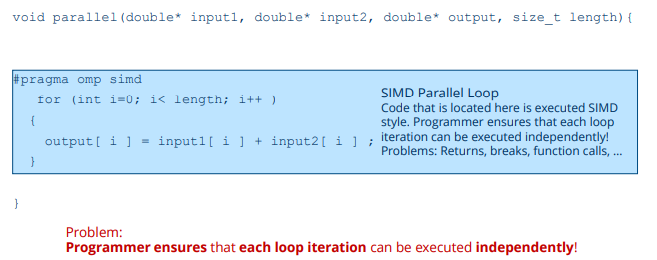 void parallel(double* input1, double* input2, double* output, size_t length){
#pragma omp simd
for (int i=0; i< length; i++ )
{
output[ i ] = input1[ i ] + input2[ i ] ;
}
SIMD Parallel Loop
Code that is located here is executed SIMD
style. Programmer ensures that each loop
iteration can be executed independently!
Problems: Returns, breaks, function calls, ...
}
Problem:
Programmer ensures that each loop iteration can be executed independently!